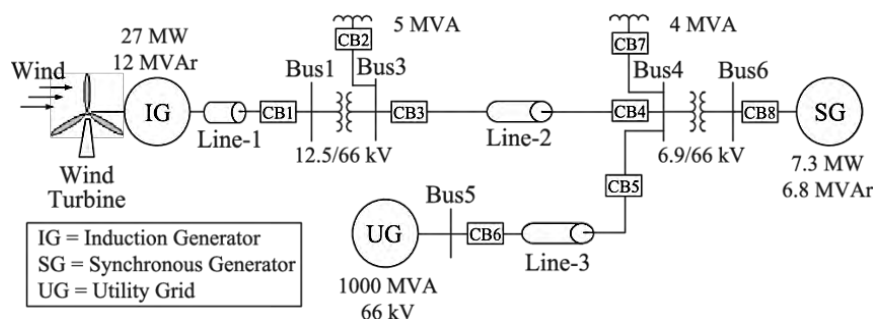 27 MW
12 MVAr
Wind
IG
Wind
Turbine
Line-1
CB1
Bus1
12.5/66 kV
5 MVA
CB2
Bus3
CB3
Line-2
4 MVA
CB7
Bus4
CB4
Bus6
CB8
SG
6.9/66 kV
7.3 MW
6.8 MVAr
CB5
Bus5
UG
CB6
Line-3
1000 MVA
66 kV
IG = Induction Generator
SG = Synchronous Generator
UG = Utility Grid